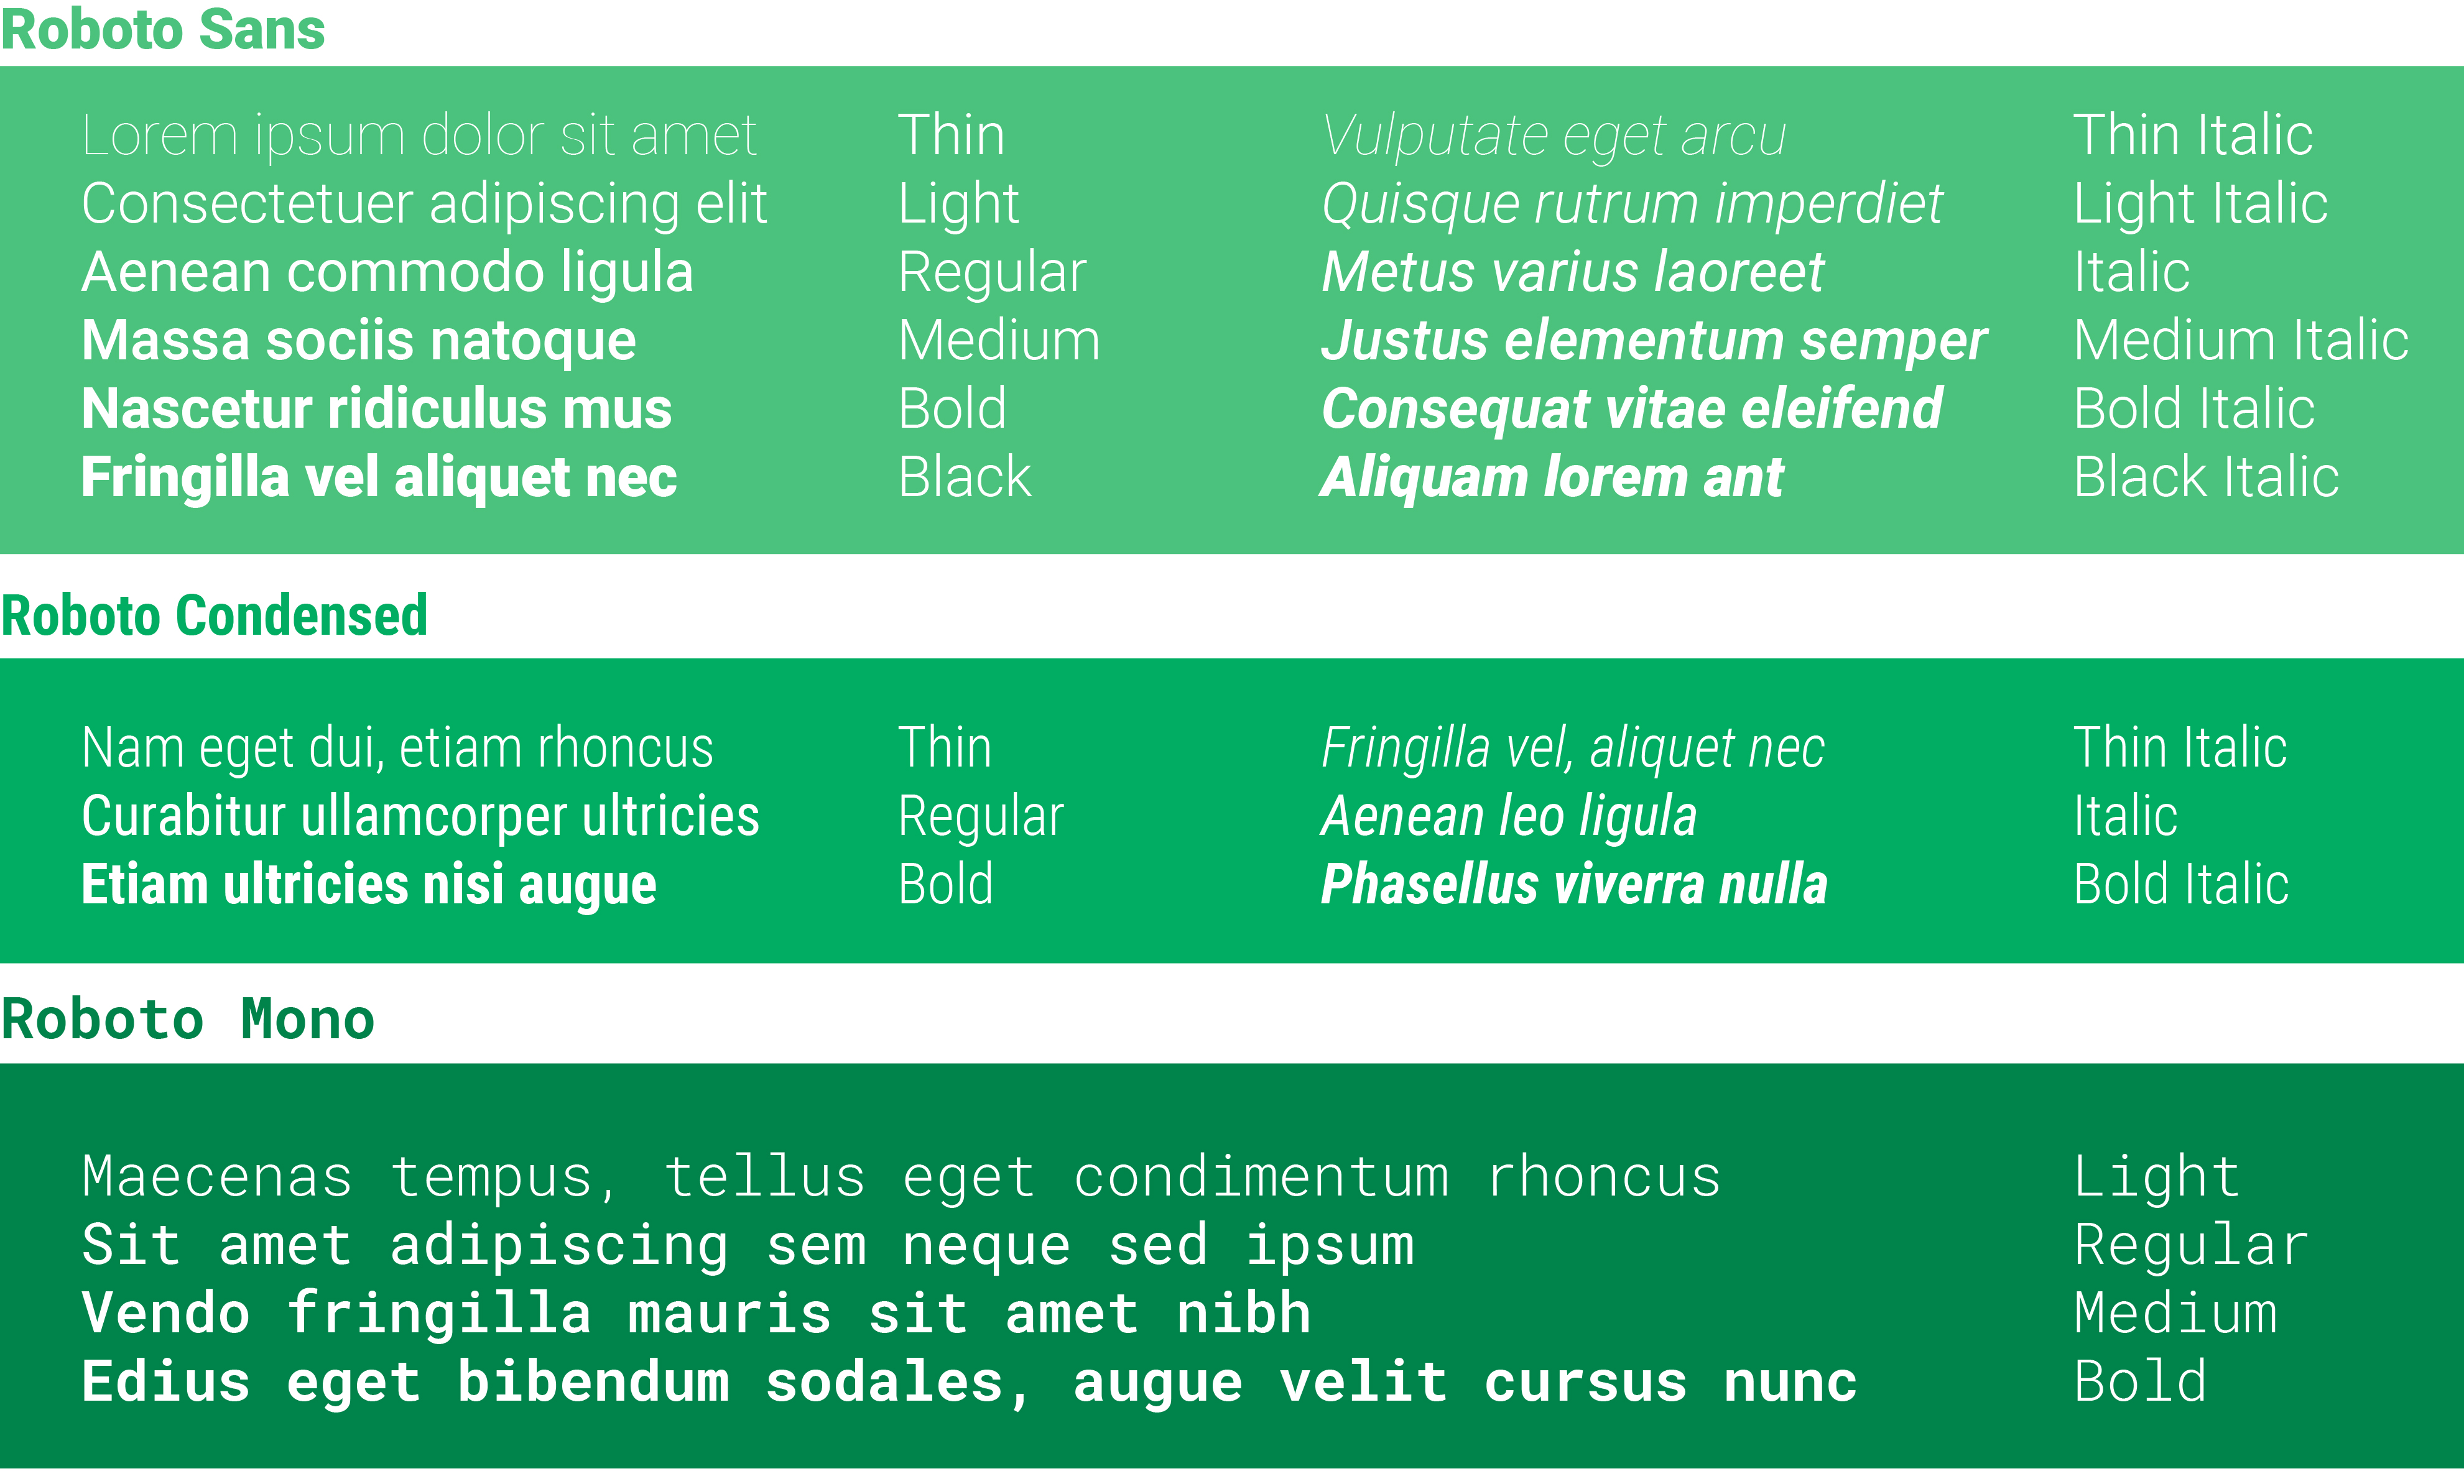 Roboto Sans
Lorem ipsum dolor sit amet Thin Vulputate eget arcu Thin Italic
Consectetuer adipiscing elit Light Quisque rutrum imperdiet Light Italic
Aenean commodo ligula Regular Metus varius laoreet Italic
Massa sociis natoque Medium Justus elementum semper Medium Italic
Nascetur ridiculus mus Bold Consequat vitae eleifend Bold Italic
Fringilla vel aliquet nec Black Aliquam lorem ant Black Italic
Roboto Condensed
Nam eget dui, etiam rhoncus Thin Fringilla vel, aliquet nec Thin Italic
Curabitur ullamcorper ultricies Regular Aenean leo ligula Italic
Etiam ultricies nisi augue Bold Phasellus viverra nulla Bold Italic
Roboto Mono
Maecenas tempus, tellus eget condimentum rhoncus Light
Sit amet adipiscing sem neque sed ipsum Regular
Vendo fringilla mauris sit amet nibh Medium
Edius eget bibendum sodales, augue velit cursus nunc Bold